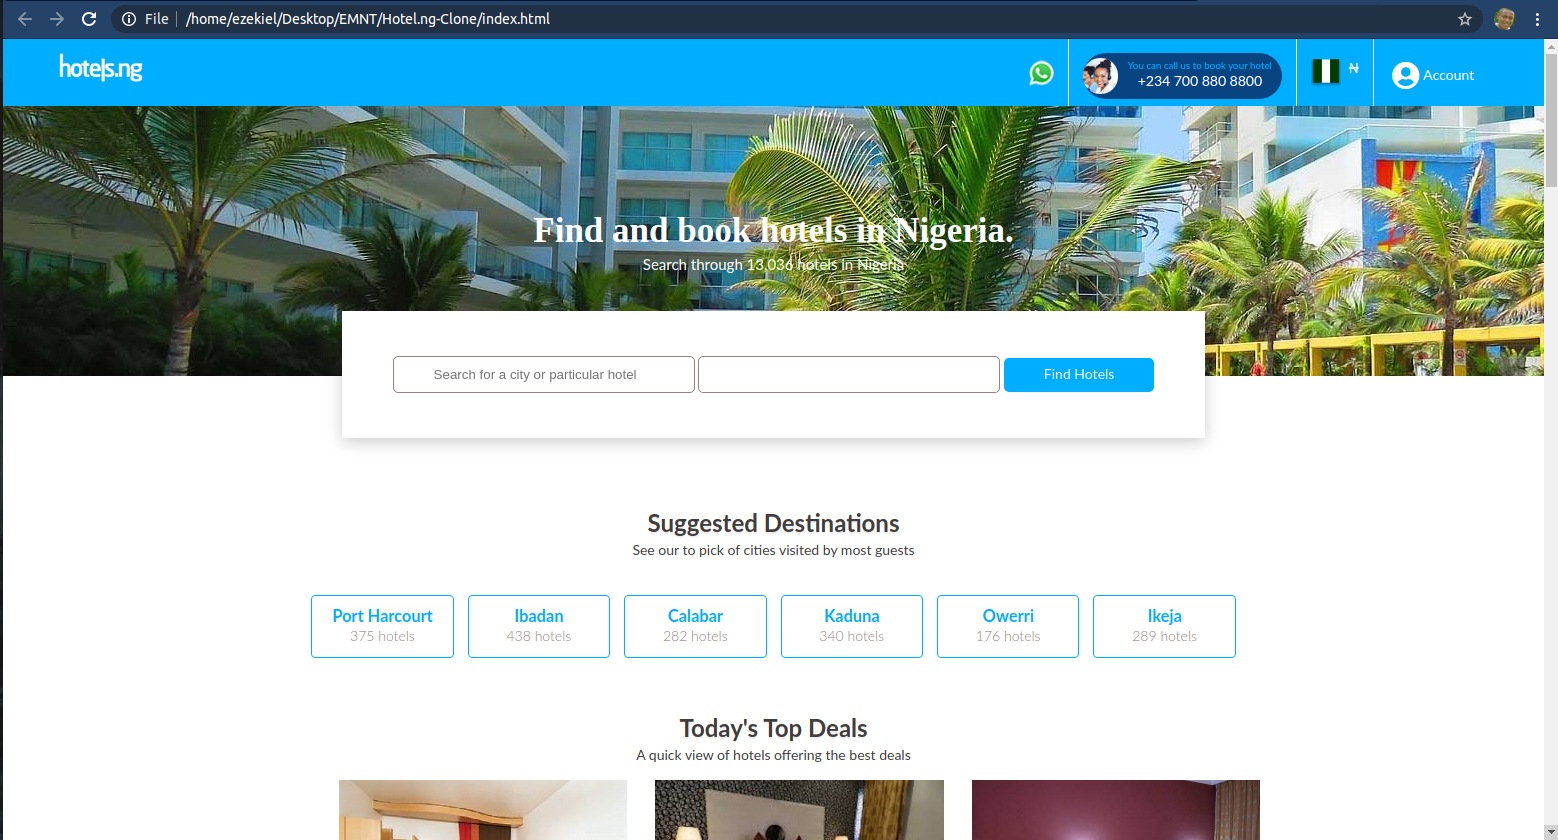 File
/home/ezekiel/Desktop/EMNT/Hotel.ng-Clone/index.html
hotels.ng
You can call us to book your hotel
+234 700 880 8800
₦
Account
Find and book hotels in Nigeria.
Search through 13,036 hotels in Nigeria
Search for a city or particular hotel
Find Hotels
Suggested Destinations
See our to pick of cities visited by most guests
Port Harcourt
375 hotels
Ibadan
438 hotels
Calabar
282 hotels
Kaduna
340 hotels
Owerri
176 hotels
Ikeja
289 hotels
Today's Top Deals
A quick view of hotels offering the best deals